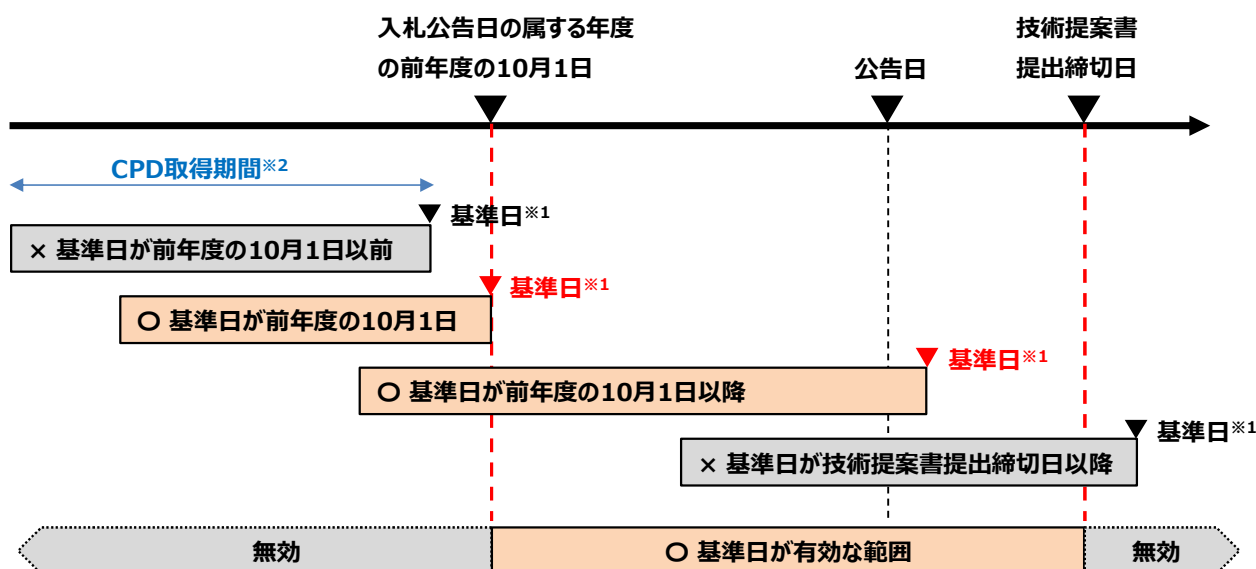 入札公告日の属する年度
の前年度の10月1日
公告日
技術提案書
提出締切日
CPD取得期間※2
基準日※1
× 基準日が前年度の10月1日以前
基準日※1
〇 基準日が前年度の10月1日
基準日※1
〇 基準日が前年度の10月1日以降
基準日※1
× 基準日が技術提案書提出締切日以降
無効
〇 基準日が有効な範囲
無効